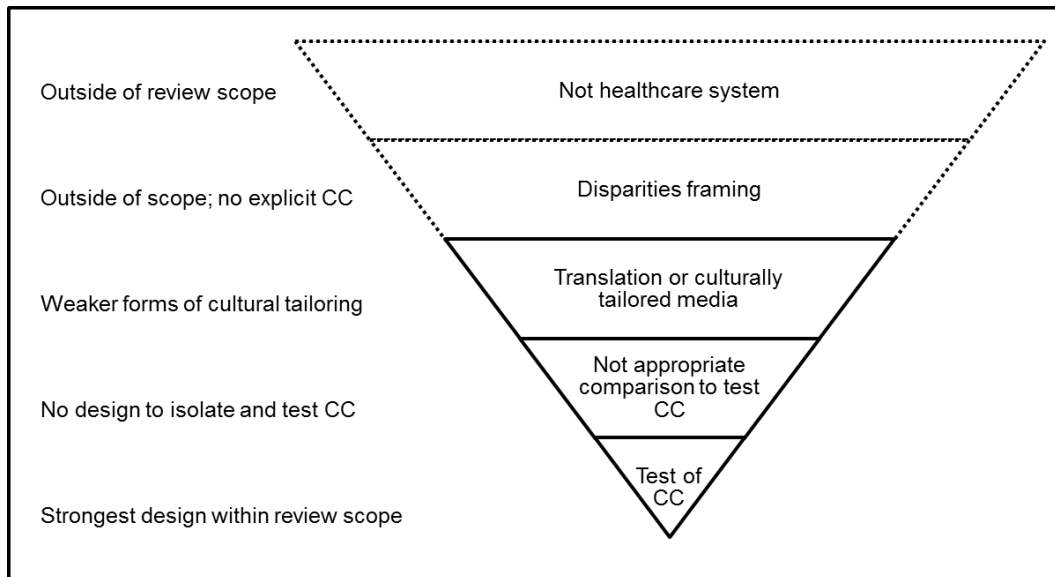 Outside of review scope
Not healthcare system
Outside of scope; no explicit CC
Disparities framing
Weaker forms of cultural tailoring
Translation or culturally
tailored media
No design to isolate and test CC
Not appropriate
comparison to test
CC
Strongest design within review scope
Test of
CC